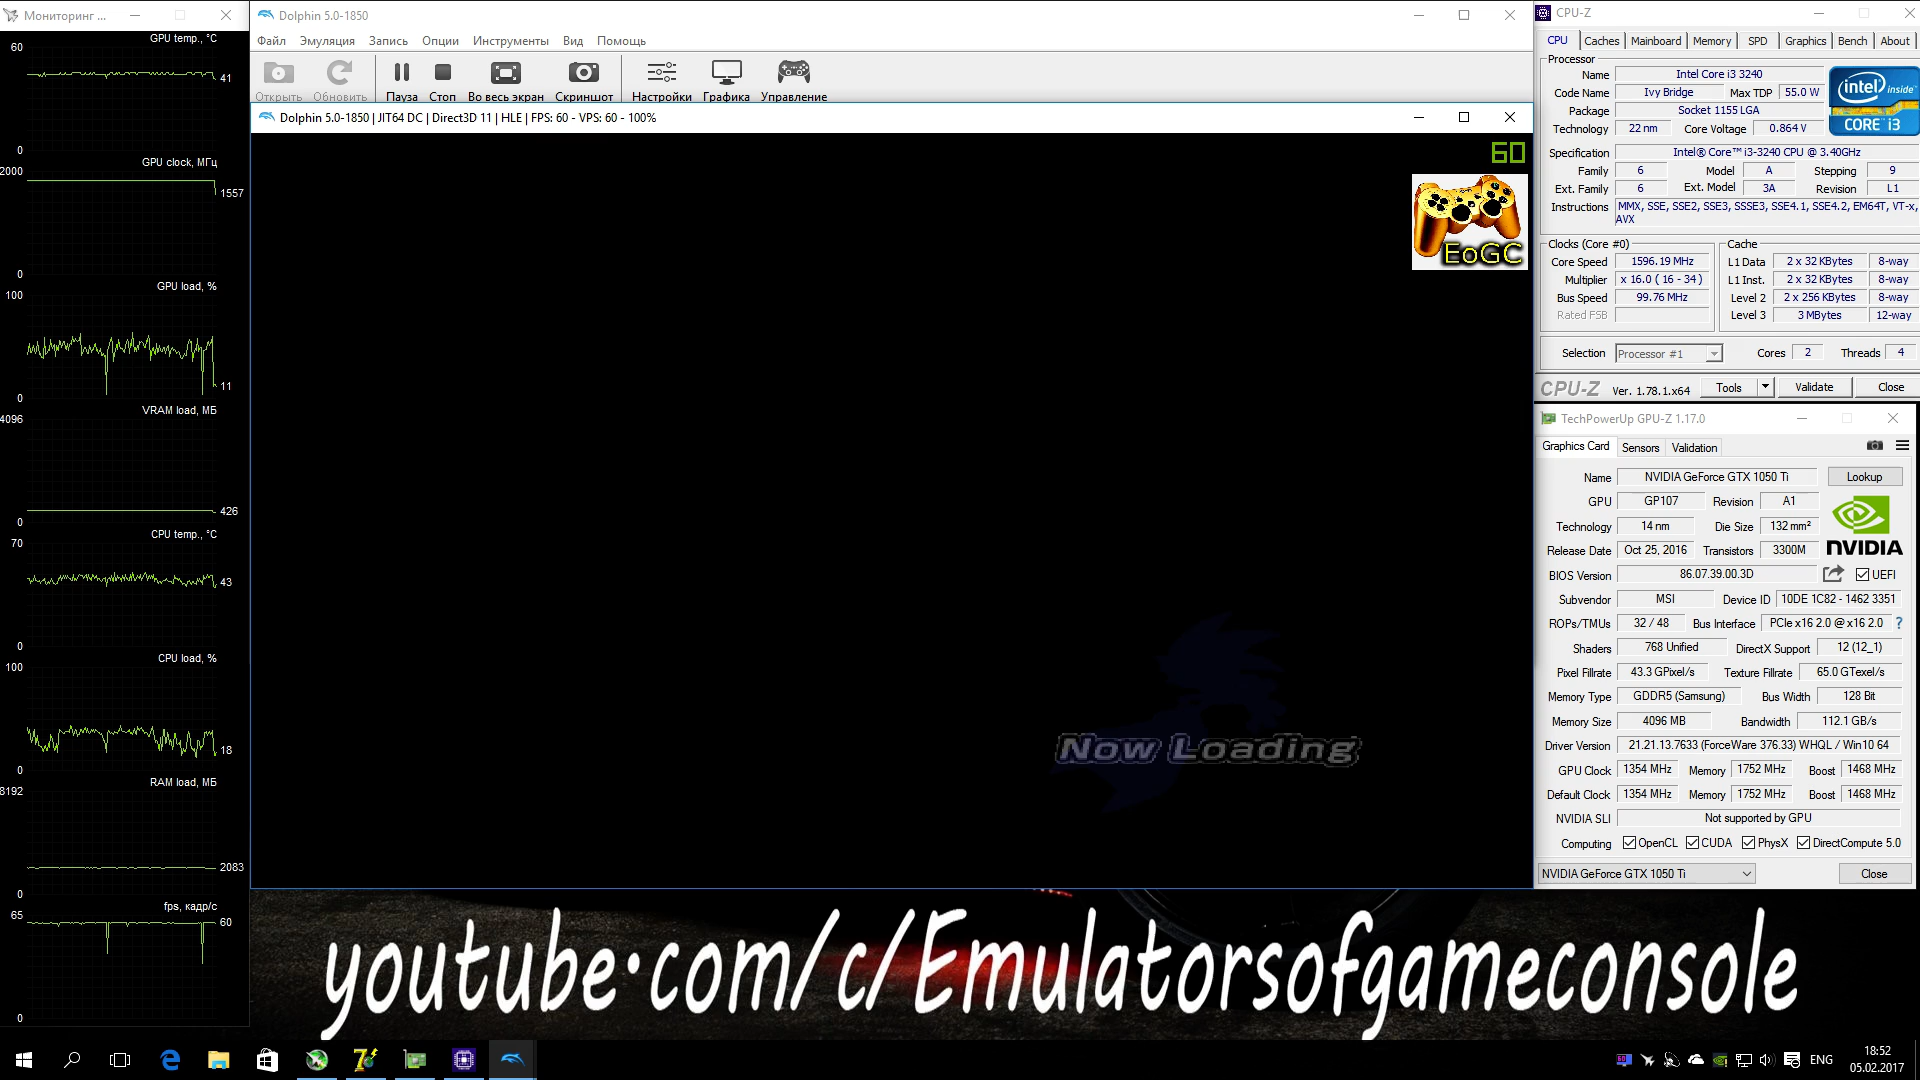 Мониторинг ...
GPU temp., °C
60
41
0
GPU clock, МГц
2000
1557
0
GPU load, %
100
11
0
VRAM load, МБ
4096
426
0
CPU temp., °C
70
43
0
CPU load, %
100
18
0
RAM load, МБ
8192
2083
0
fps, кадр/с
65
60
0
Dolphin 5.0-1850
Файл Эмуляция Запись Опции Инструменты Вид Помощь
Открыть Обновить Пауза Стоп Во весь экран Скриншот Настройки Графика Управление
Dolphin 5.0-1850 | JIT64 DC | Direct3D 11 | HLE | FPS: 60 - VPS: 60 - 100%
60
EoGC
Now Loading
CPU-Z
CPU Caches Mainboard Memory SPD Graphics Bench About
Processor
Name Intel Core i3 3240
Code Name Ivy Bridge Max TDP 55.0 W
Package Socket 1155 LGA
Technology 22 nm Core Voltage 0.864 V
intel inside™
CORE i3
Specification Intel® Core™ i3-3240 CPU @ 3.40GHz
Family 6 Model A Stepping 9
Ext. Family 6 Ext. Model 3A Revision L1
Instructions MMX, SSE, SSE2, SSE3, SSSE3, SSE4.1, SSE4.2, EM64T, VT-x,
AVX
Clocks (Core #0)
Core Speed 1596.19 MHz
Multiplier x 16.0 ( 16 - 34 )
Bus Speed 99.76 MHz
Rated FSB
Cache
L1 Data 2 x 32 KBytes 8-way
L1 Inst. 2 x 32 KBytes 8-way
Level 2 2 x 256 KBytes 8-way
Level 3 3 MBytes 12-way
Selection Processor #1 Cores 2 Threads 4
CPU-Z Ver. 1.78.1.x64 Tools Validate Close
TechPowerUp GPU-Z 1.17.0
Graphics Card Sensors Validation
Name NVIDIA GeForce GTX 1050 Ti Lookup
GPU GP107 Revision A1
Technology 14 nm Die Size 132 mm²
Release Date Oct 25, 2016 Transistors 3300M
NVIDIA
BIOS Version 86.07.39.00.3D UEFI
Subvendor MSI Device ID 10DE 1C82 - 1462 3351
ROPs/TMUs 32 / 48 Bus Interface PCIe x16 2.0 @ x16 2.0 ?
Shaders 768 Unified DirectX Support 12 (12_1)
Pixel Fillrate 43.3 GPixel/s Texture Fillrate 65.0 GTexel/s
Memory Type GDDR5 (Samsung) Bus Width 128 Bit
Memory Size 4096 MB Bandwidth 112.1 GB/s
Driver Version 21.21.13.7633 (ForceWare 376.33) WHQL / Win10 64
GPU Clock 1354 MHz Memory 1752 MHz Boost 1468 MHz
Default Clock 1354 MHz Memory 1752 MHz Boost 1468 MHz
NVIDIA SLI Not supported by GPU
Computing OpenCL CUDA PhysX DirectCompute 5.0
NVIDIA GeForce GTX 1050 Ti Close
youtube.com/c/Emulatorsofgameconsole
ENG
18:52
05.02.2017